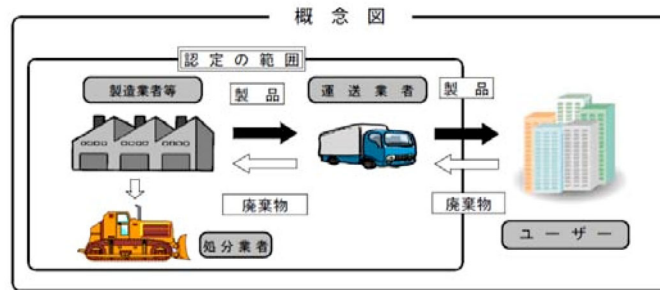 概念図
認定の範囲
製造業者等
製品
運送業者
製品
廃棄物
廃棄物
ユーザー
処分業者